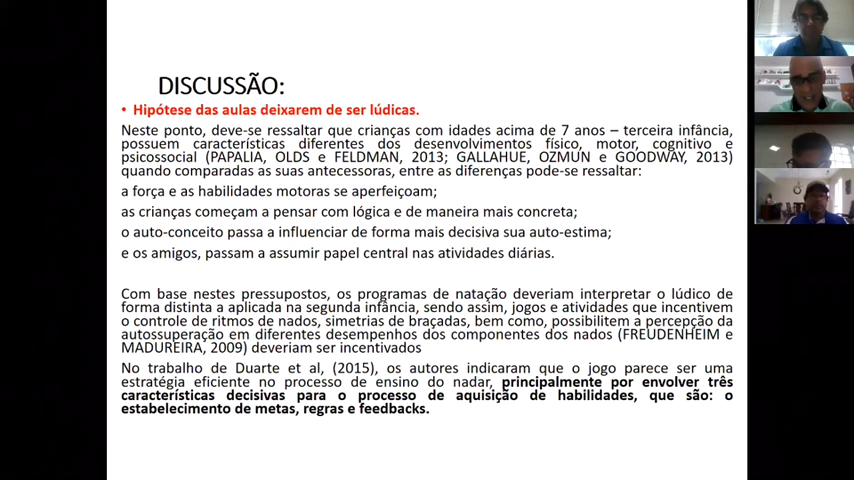 DISCUSSÃO:
• Hipótese das aulas deixarem de ser lúdicas.
Neste ponto, deve-se ressaltar que crianças com idades acima de 7 anos – terceira infância,
possuem características diferentes dos desenvolvimentos físico, motor, cognitivo e
psicossocial (PAPALIA, OLDS e FELDMAN, 2013; GALLAHUE, OZMUN e GOODWAY, 2013)
quando comparadas as suas antecessoras, entre as diferenças pode-se ressaltar:
a força e as habilidades motoras se aperfeiçoam;
as crianças começam a pensar com lógica e de maneira mais concreta;
o auto-conceito passa a influenciar de forma mais decisiva sua auto-estima;
e os amigos, passam a assumir papel central nas atividades diárias.
Com base nestes pressupostos, os programas de natação deveriam interpretar o lúdico de
forma distinta a aplicada na segunda infância, sendo assim, jogos e atividades que incentivem
o controle de ritmos de nados, simetrias de braçadas, bem como, possibilitem a percepção da
autossuperação em diferentes desempenhos dos componentes dos nados (FREUDENHEIM e
MADUREIRA, 2009) deveriam ser incentivados
No trabalho de Duarte et al, (2015), os autores indicaram que o jogo parece ser uma
estratégia eficiente no processo de ensino do nadar, principalmente por envolver três
características decisivas para o processo de aquisição de habilidades, que são: o
estabelecimento de metas, regras e feedbacks.